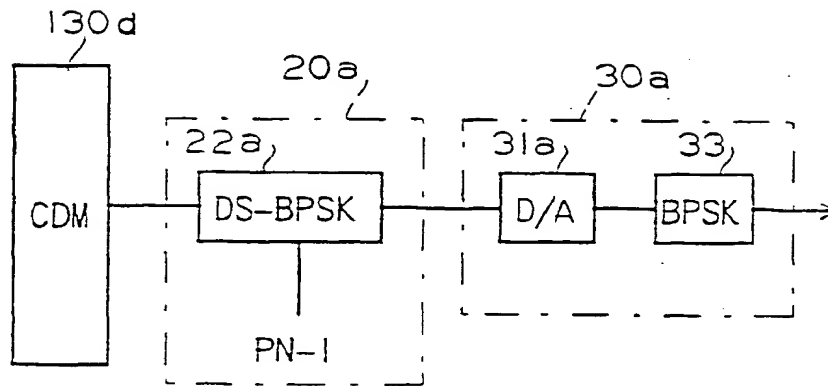 130d
20a
30a
22a
31a
33
CDM
DS-BPSK
D/A
BPSK
PN-1